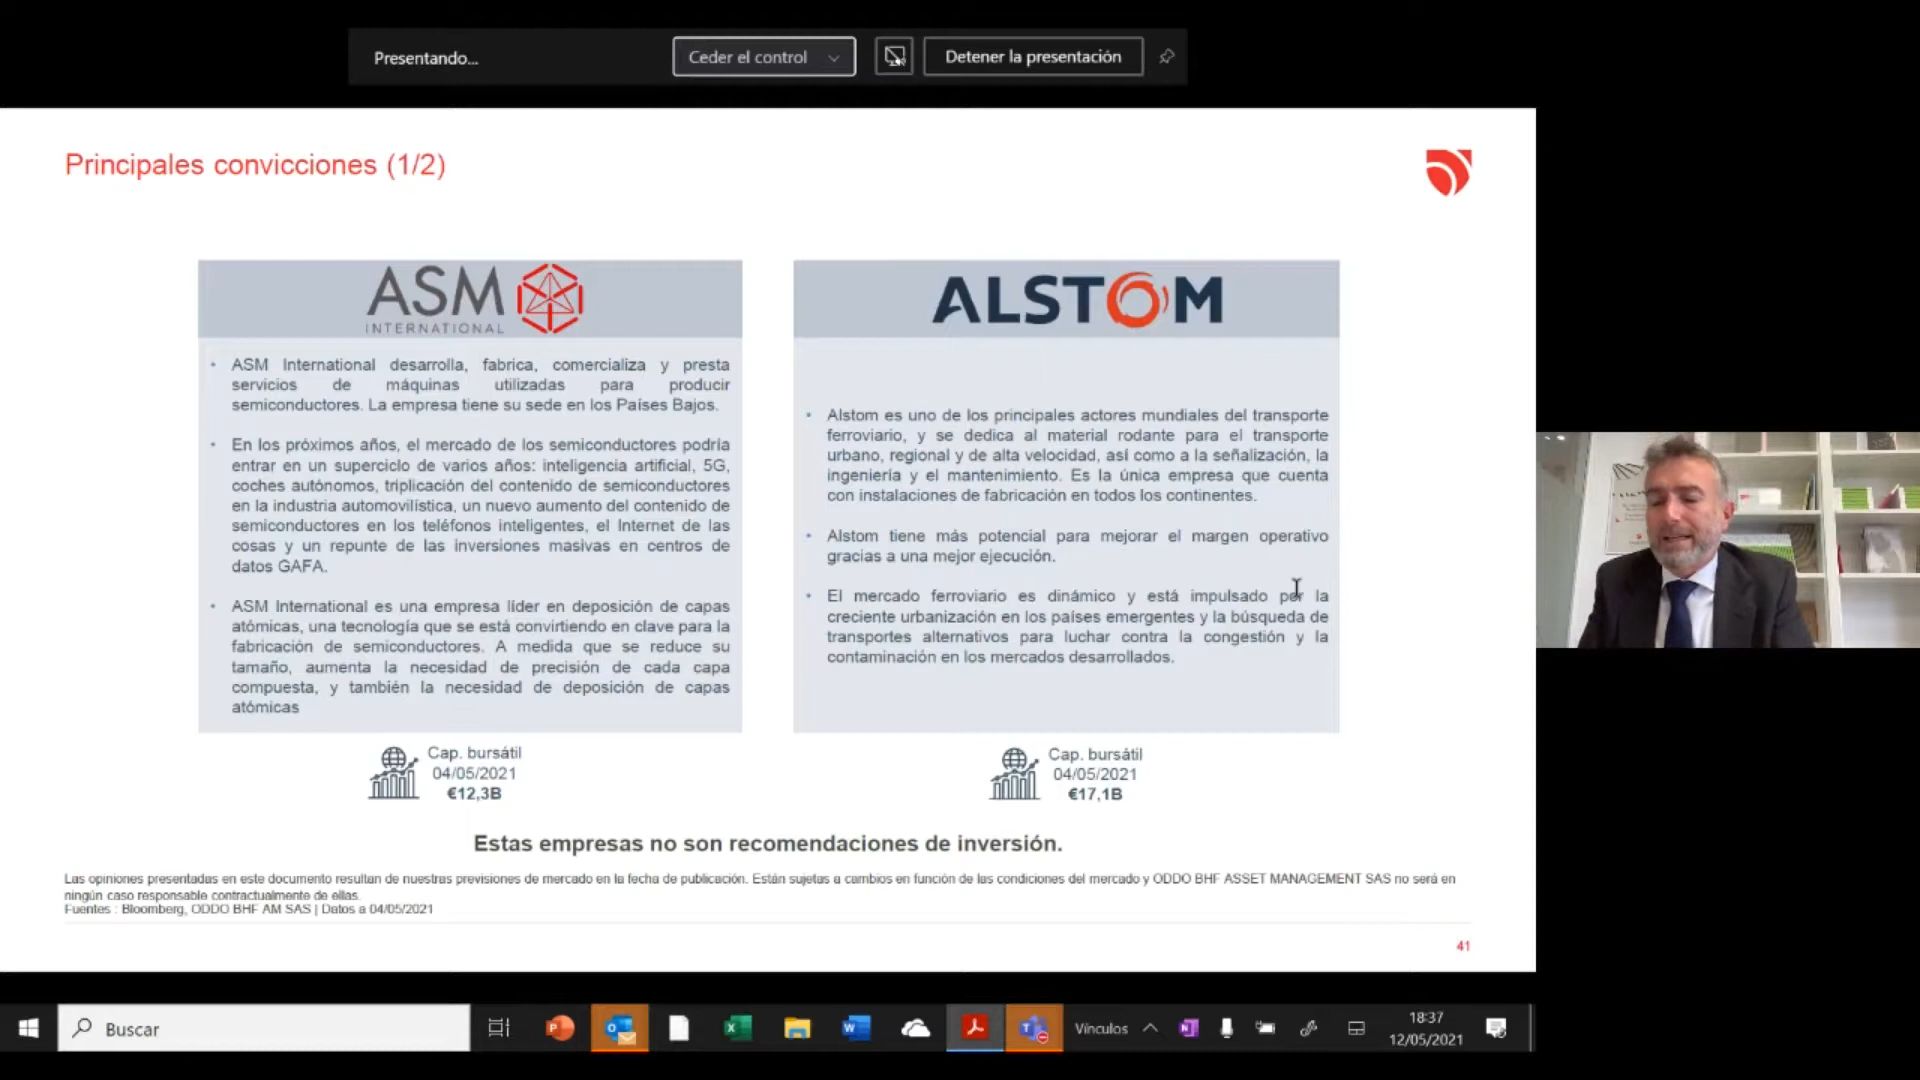 Presentando...
Ceder el control
Detener la presentación
Principales convicciones (1/2)
ASM
INTERNATIONAL
• ASM International desarrolla, fabrica, comercializa y presta
servicios de máquinas utilizadas para producir
semiconductores. La empresa tiene su sede en los Países Bajos.
• En los próximos años, el mercado de los semiconductores podría
entrar en un superciclo de varios años: inteligencia artificial, 5G,
coches autónomos, triplicación del contenido de semiconductores
en la industria automovilística, un nuevo aumento del contenido de
semiconductores en los teléfonos inteligentes, el Internet de las
cosas y un repunte de las inversiones masivas en centros de
datos GAFA.
• ASM International es una empresa líder en deposición de capas
atómicas, una tecnología que se está convirtiendo en clave para la
fabricación de semiconductores. A medida que se reduce su
tamaño, aumenta la necesidad de precisión de cada capa
compuesta, y también la necesidad de deposición de capas
atómicas
Cap. bursátil
04/05/2021
€12,3B
ALSTOM
• Alstom es uno de los principales actores mundiales del transporte
ferroviario, y se dedica al material rodante para el transporte
urbano, regional y de alta velocidad, así como a la señalización, la
ingeniería y el mantenimiento. Es la única empresa que cuenta
con instalaciones de fabricación en todos los continentes.
• Alstom tiene más potencial para mejorar el margen operativo
gracias a una mejor ejecución.
• El mercado ferroviario es dinámico y está impulsado por la
creciente urbanización en los países emergentes y la búsqueda de
transportes alternativos para luchar contra la congestión y la
contaminación en los mercados desarrollados.
Cap. bursátil
04/05/2021
€17,1B
Estas empresas no son recomendaciones de inversión.
Las opiniones presentadas en este documento resultan de nuestras previsiones de mercado en la fecha de publicación. Están sujetas a cambios en función de las condiciones del mercado y ODDO BHF ASSET MANAGEMENT SAS no será en
ningún caso responsable contractualmente de ellas.
Fuentes : Bloomberg, ODDO BHF AM SAS | Datos a 04/05/2021
41
Buscar
Vínculos
18:37
12/05/2021